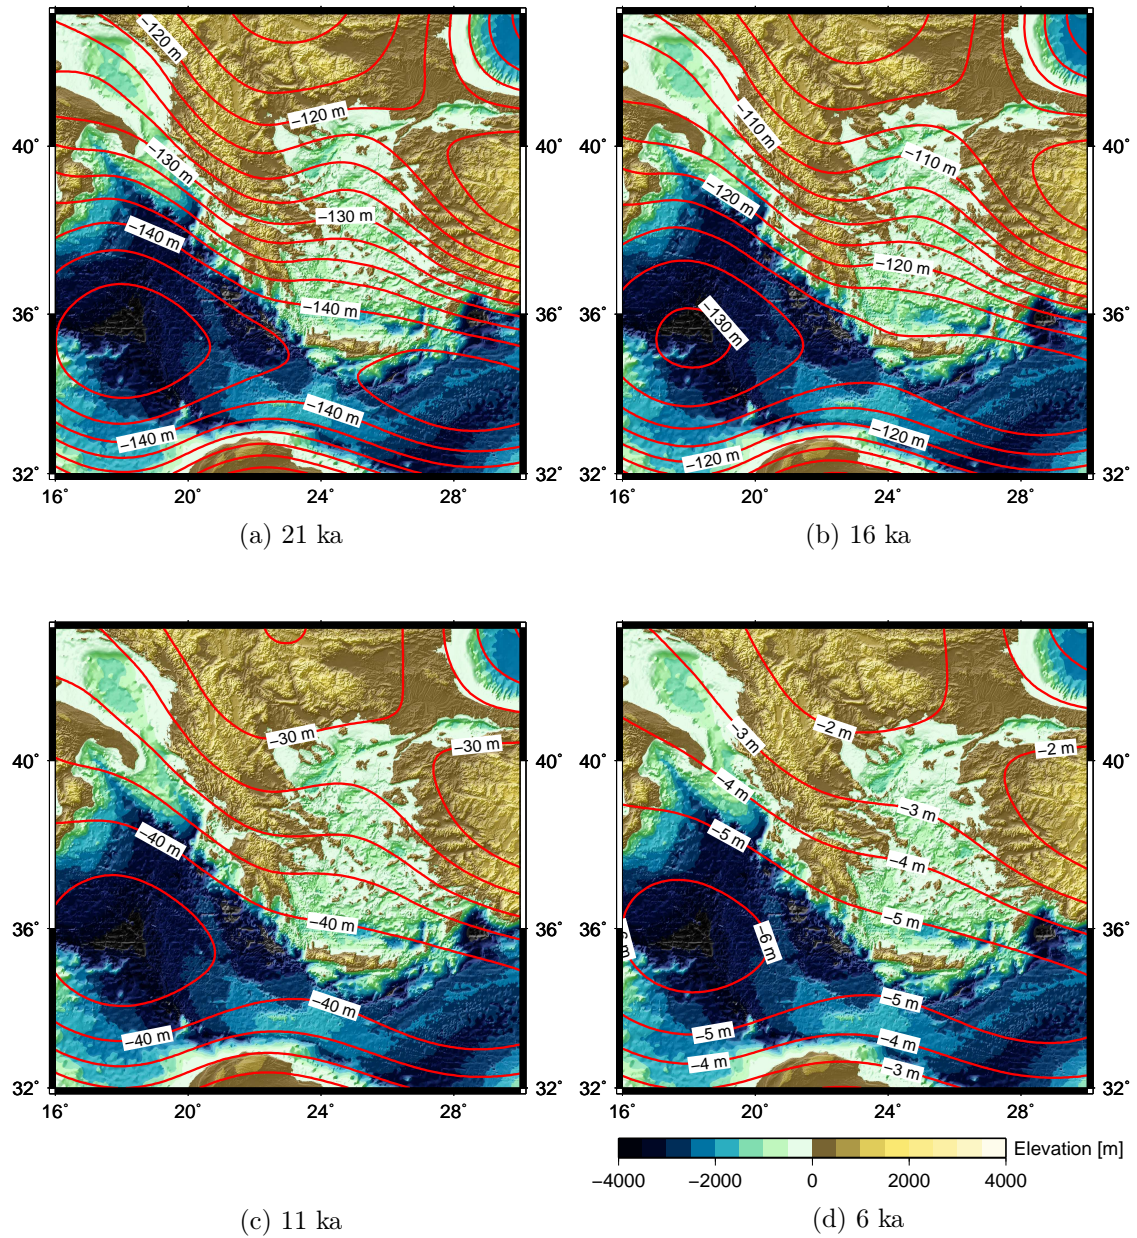 −120 m
−120 m
−130 m
−130 m
−140 m
−140 m
−140 m
−140 m
40°
36°
32°
16°
20°
24°
28°
(a) 21 ka
−110 m
−110 m
−120 m
−120 m
−130 m
−120 m
−120 m
40°
36°
32°
16°
20°
24°
28°
(b) 16 ka
−30 m
−30 m
−40 m
−40 m
−40 m
−40 m
40°
36°
32°
16°
20°
24°
28°
(c) 11 ka
−3 m
−2 m
−2 m
−4 m
−3 m
−5 m
−4 m
−5 m
−6 m
−5 m
−5 m
−4 m
−4 m
−3 m
40°
36°
32°
16°
20°
24°
28°
Elevation [m]
−4000
−2000
0
2000
4000
(d) 6 ka